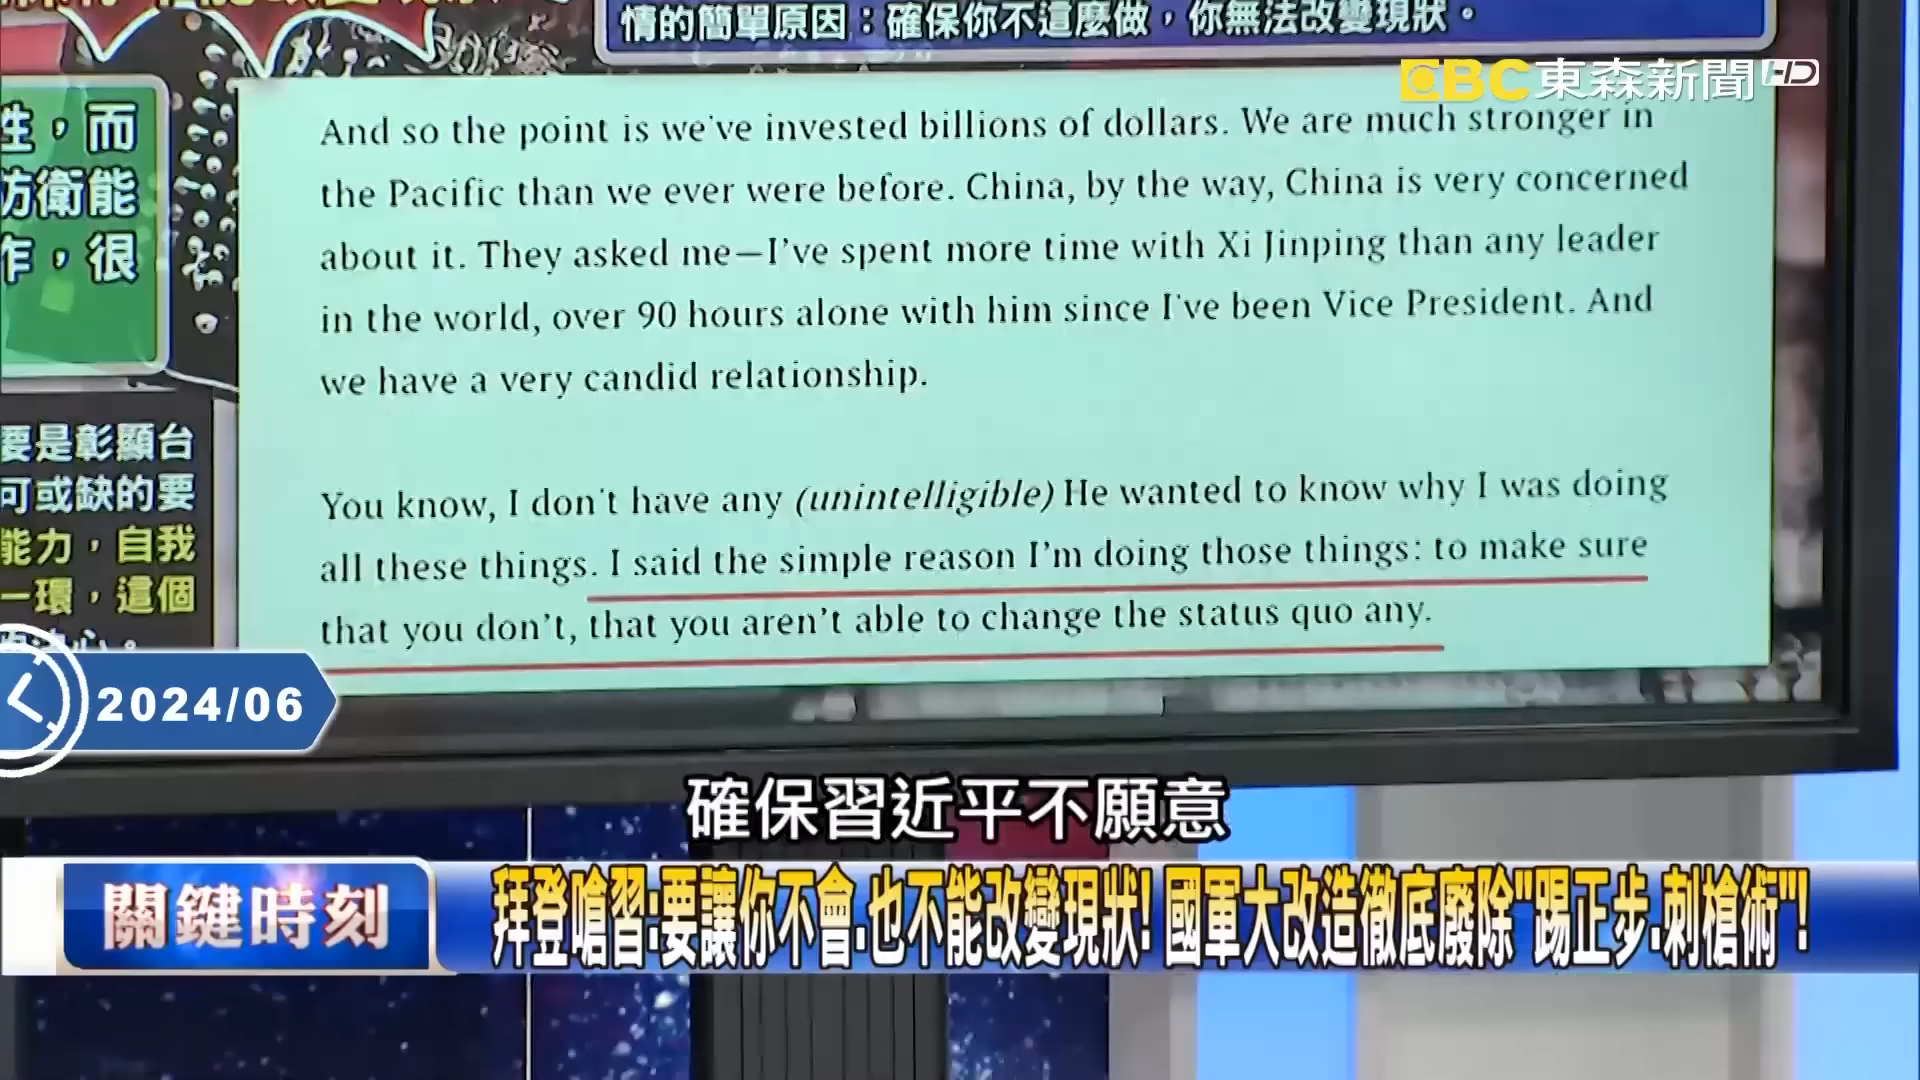 情的簡單原因：確保你不這麼做，你無法改變現狀。
EBC 東森新聞 HD
性，而
防衛能
作，很
And so the point is we've invested billions of dollars. We are much stronger in
the Pacific than we ever were before. China, by the way, China is very concerned
about it. They asked me—I've spent more time with Xi Jinping than any leader
in the world, over 90 hours alone with him since I've been Vice President. And
we have a very candid relationship.
要是彰顯台
可或缺的要
能力，自我
一環，這個
You know, I don't have any (unintelligible) He wanted to know why I was doing
all these things. I said the simple reason I'm doing those things: to make sure
that you don't, that you aren't able to change the status quo any.
2024/06
確保習近平不願意
關鍵時刻
拜登嗆習:要讓你不會.也不能改變現狀! 國軍大改造徹底廢除"踢正步.刺槍術"!